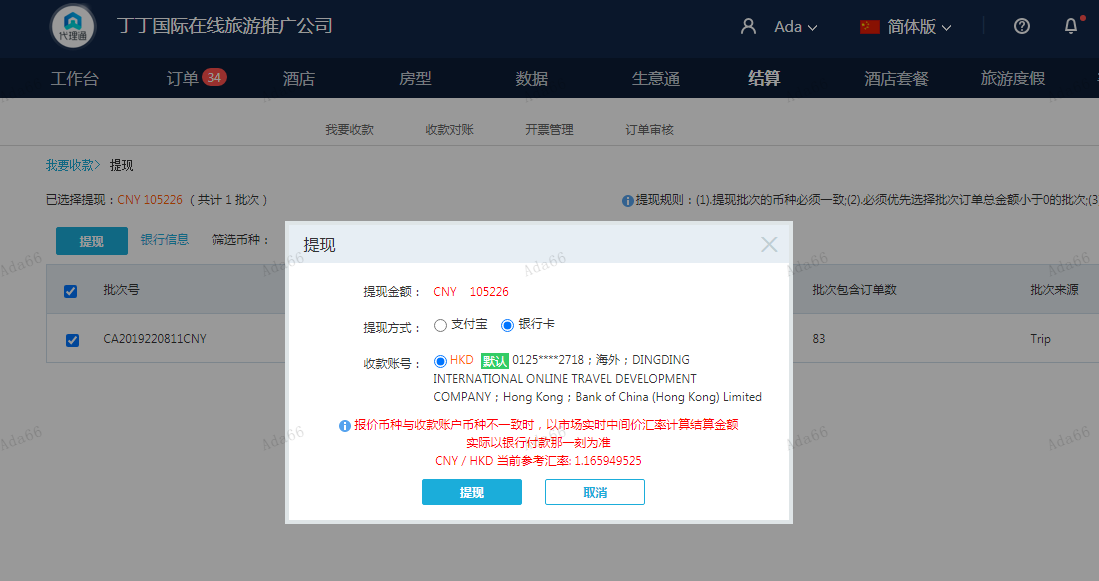 代理通
丁丁国际在线旅游推广公司
Ada
简体版
工作台
订单 34
酒店
房型
数据
生意通
结算
酒店套餐
旅游度假
我要收款
收款对账
开票管理
订单审核
我要收款> 提现
已选择提现：CNY 105226 （ 共计 1 批次 ）
提现规则：(1).提现批次的币种必须一致;(2).必须优先选择批次订单总金额小于0的批次;(3
提现
银行信息
筛选币种：
批次号
批次包含订单数
批次来源
CA2019220811CNY
83
Trip
提现
提现金额： CNY 105226
提现方式： 支付宝 银行卡
收款账号： HKD 默认 0125****2718；海外；DINGDING
INTERNATIONAL ONLINE TRAVEL DEVELOPMENT
COMPANY；Hong Kong；Bank of China (Hong Kong) Limited
报价币种与收款账户币种不一致时，以市场实时中间价汇率计算结算金额
实际以银行付款那一刻为准
CNY / HKD 当前参考汇率: 1.165949525
提现
取消
Ada66
Ada66
Ada66
Ada66
Ada66
Ada66
Ada66
Ada66
Ada66